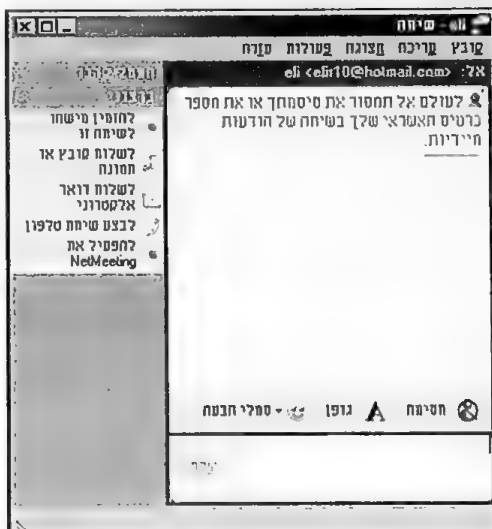 eli - שיחה
קובץ עריכה תצוגה פעולות עזרה
אל: eli <elir10@hotmail.com>
לעולם אל תמסור את סיסמתך או את מספר
כרטיס האשראי שלך בשיחה של הודעות
מיידיות.
חסימה גופן סמלי הבעה
להזמין מישהו
לשיחה זו
לשלוח קובץ או
תמונה
לשלוח דואר
אלקטרוני
לבצע שיחת טלפון
להפעיל את
NetMeeting